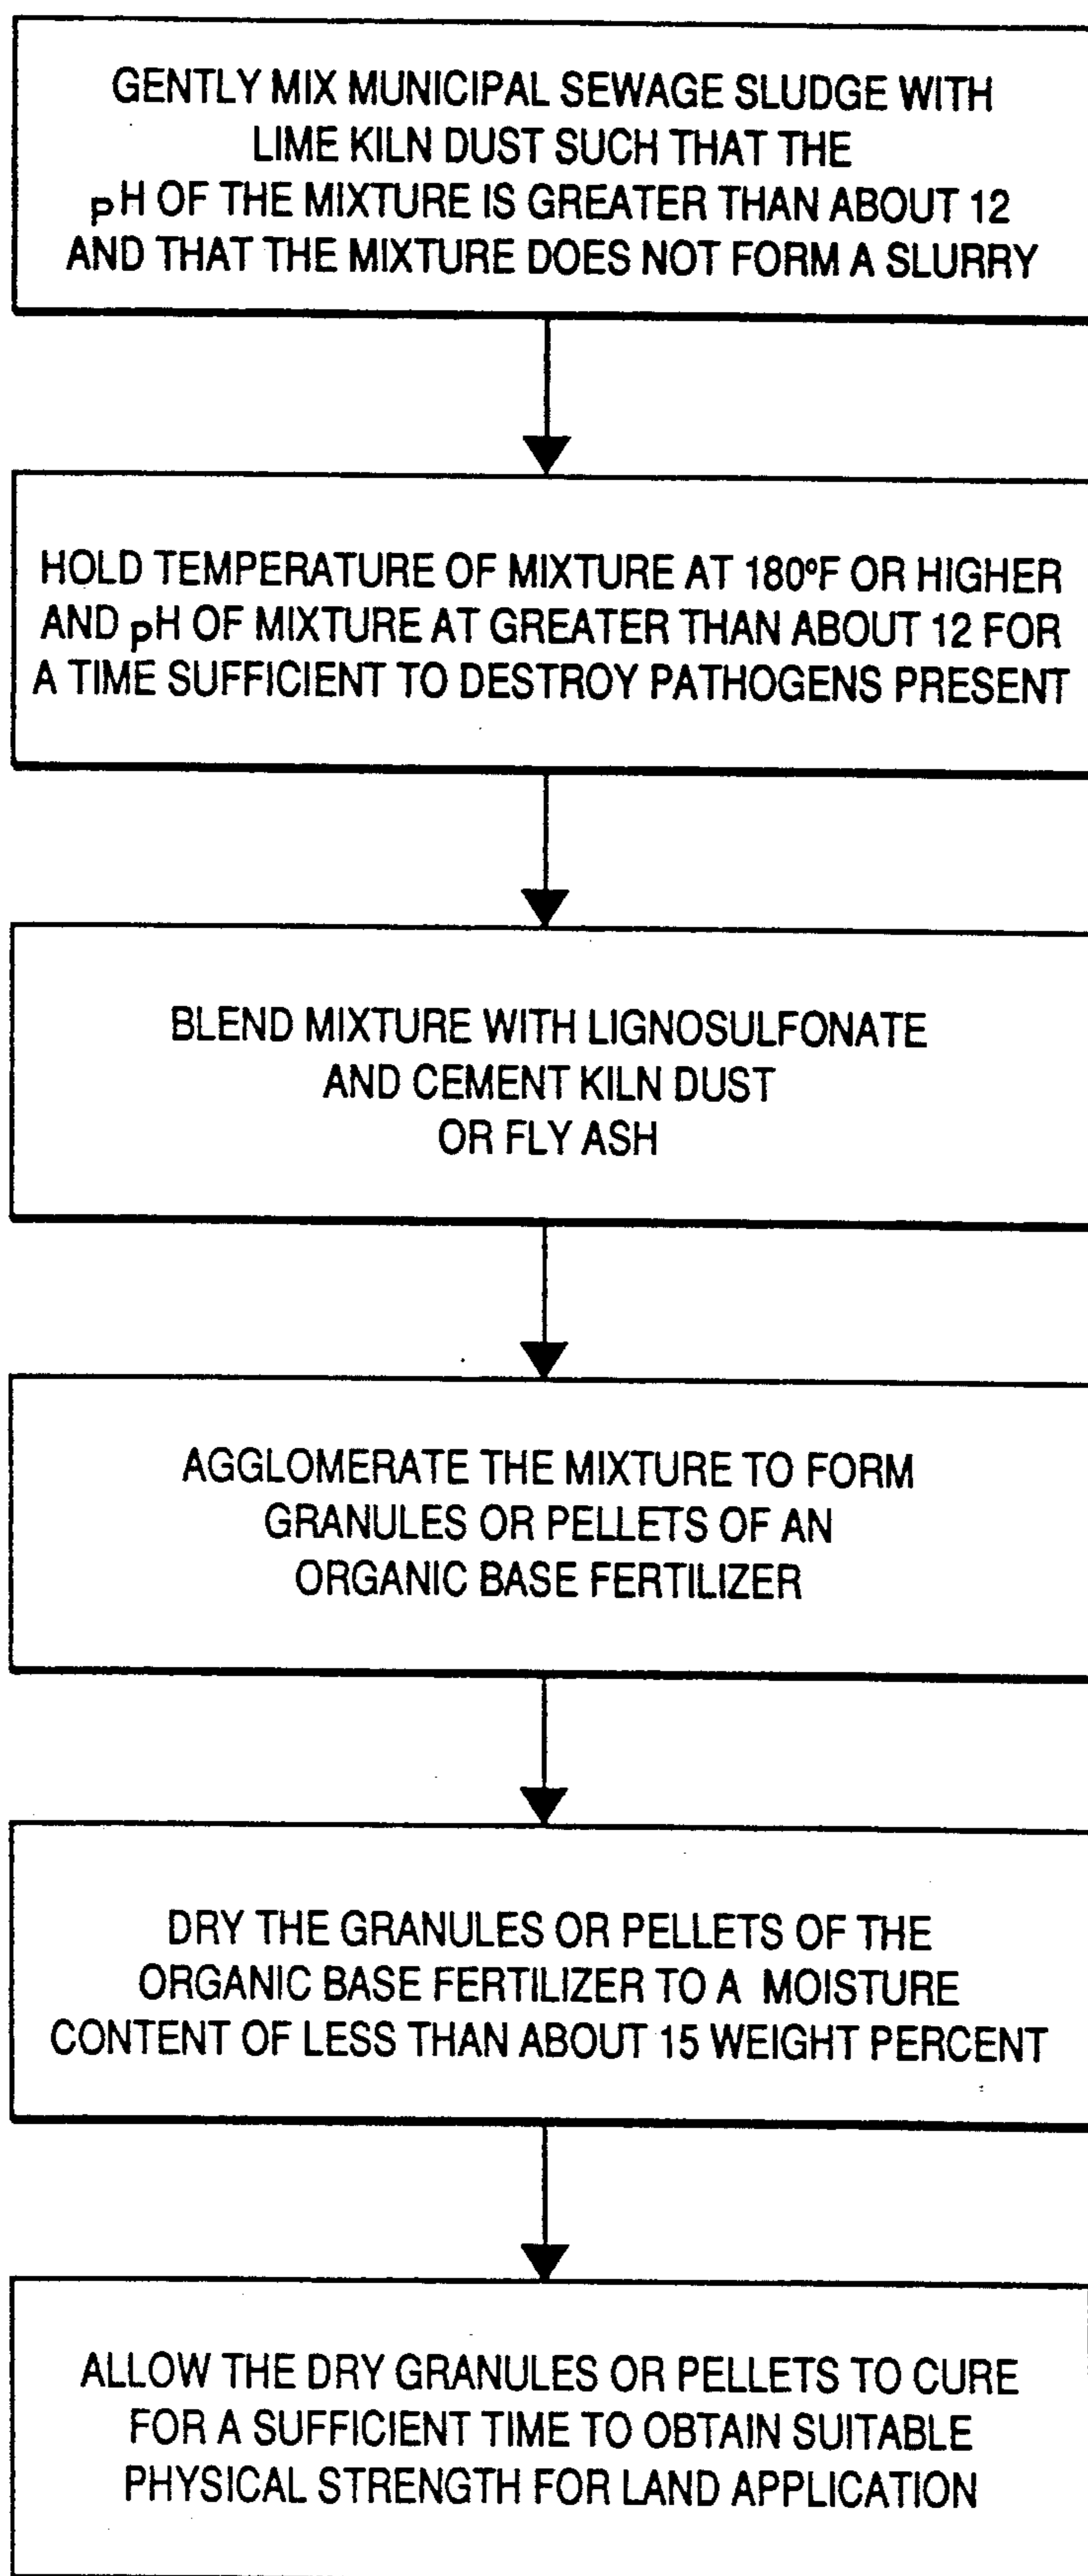 GENTLY MIX MUNICIPAL SEWAGE SLUDGE WITH
LIME KILN DUST SUCH THAT THE
pH OF THE MIXTURE IS GREATER THAN ABOUT 12
AND THAT THE MIXTURE DOES NOT FORM A SLURRY
HOLD TEMPERATURE OF MIXTURE AT 180°F OR HIGHER
AND pH OF MIXTURE AT GREATER THAN ABOUT 12 FOR
A TIME SUFFICIENT TO DESTROY PATHOGENS PRESENT
BLEND MIXTURE WITH LIGNOSULFONATE
AND CEMENT KILN DUST
OR FLY ASH
AGGLOMERATE THE MIXTURE TO FORM
GRANULES OR PELLETS OF AN
ORGANIC BASE FERTILIZER
DRY THE GRANULES OR PELLETS OF THE
ORGANIC BASE FERTILIZER TO A MOISTURE
CONTENT OF LESS THAN ABOUT 15 WEIGHT PERCENT
ALLOW THE DRY GRANULES OR PELLETS TO CURE
FOR A SUFFICIENT TIME TO OBTAIN SUITABLE
PHYSICAL STRENGTH FOR LAND APPLICATION